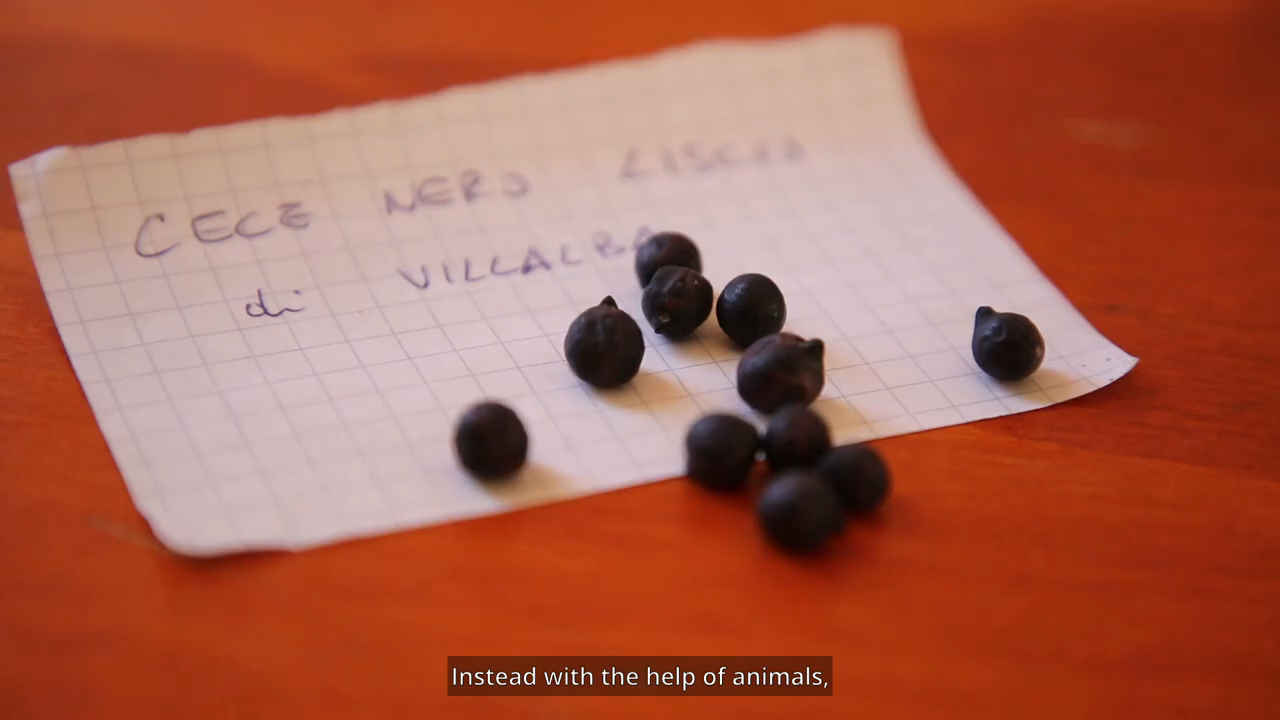 CECE NERO LISCIO
di VILLALBA
Instead with the help of animals,